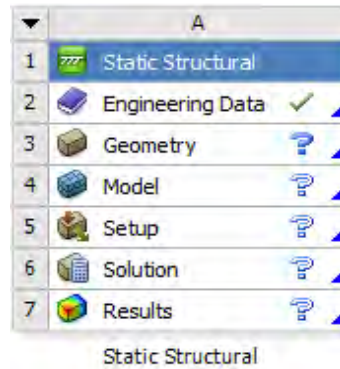 A
1 Static Structural
2 Engineering Data
3 Geometry ?
4 Model ?
5 Setup ?
6 Solution ?
7 Results ?
Static Structural